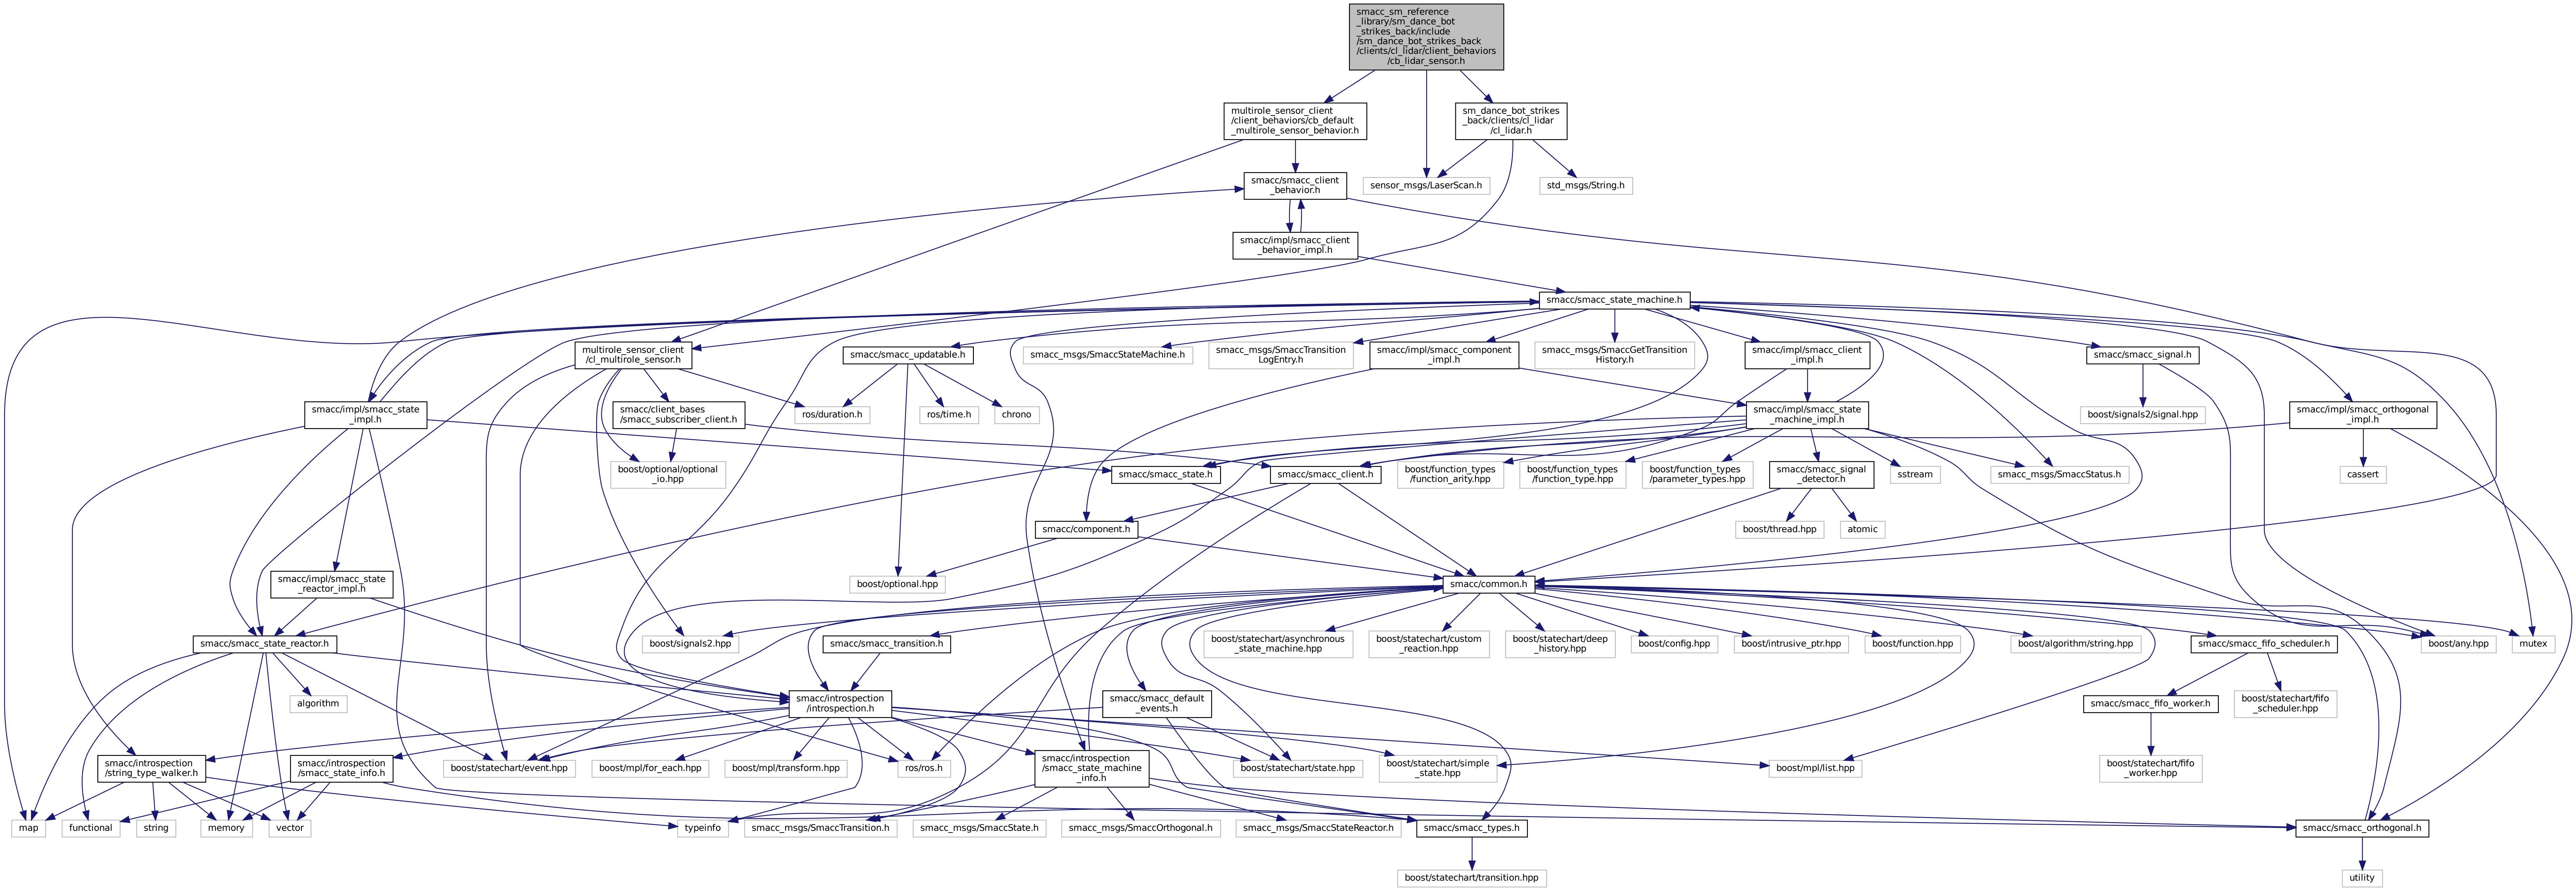 smacc_sm_reference
_library/sm_dance_bot
_strikes_back/include
/sm_dance_bot_strikes_back
/clients/cl_lidar/client_behaviors
/cb_lidar_sensor.h
multirole_sensor_client
/client_behaviors/cb_default
_multirole_sensor_behavior.h
sm_dance_bot_strikes
_back/clients/cl_lidar
/cl_lidar.h
smacc/smacc_client
_behavior.h
sensor_msgs/LaserScan.h
std_msgs/String.h
smacc/impl/smacc_client
_behavior_impl.h
smacc/smacc_state_machine.h
multirole_sensor_client
/cl_multirole_sensor.h
smacc/smacc_updatable.h
smacc_msgs/SmaccStateMachine.h
smacc_msgs/SmaccTransition
LogEntry.h
smacc/impl/smacc_component
_impl.h
smacc_msgs/SmaccGetTransition
History.h
smacc/impl/smacc_client
_impl.h
smacc/smacc_signal.h
smacc/impl/smacc_state
_impl.h
smacc/client_bases
/smacc_subscriber_client.h
ros/duration.h
ros/time.h
chrono
smacc/impl/smacc_state
_machine_impl.h
boost/signals2/signal.hpp
smacc/impl/smacc_orthogonal
_impl.h
boost/optional/optional
_io.hpp
smacc/smacc_state.h
smacc/smacc_client.h
boost/function_types
/function_arity.hpp
boost/function_types
/function_type.hpp
boost/function_types
/parameter_types.hpp
smacc/smacc_signal
_detector.h
sstream
smacc_msgs/SmaccStatus.h
cassert
smacc/component.h
boost/thread.hpp
atomic
smacc/impl/smacc_state
_reactor_impl.h
boost/optional.hpp
smacc/common.h
smacc/smacc_state_reactor.h
boost/signals2.hpp
smacc/smacc_transition.h
boost/statechart/asynchronous
_state_machine.hpp
boost/statechart/custom
_reaction.hpp
boost/statechart/deep
_history.hpp
boost/config.hpp
boost/intrusive_ptr.hpp
boost/function.hpp
boost/algorithm/string.hpp
smacc/smacc_fifo_scheduler.h
boost/any.hpp
mutex
algorithm
smacc/introspection
/introspection.h
smacc/smacc_default
_events.h
smacc/smacc_fifo_worker.h
boost/statechart/fifo
_scheduler.hpp
smacc/introspection
/string_type_walker.h
smacc/introspection
/smacc_state_info.h
boost/statechart/event.hpp
boost/mpl/for_each.hpp
boost/mpl/transform.hpp
ros/ros.h
smacc/introspection
/smacc_state_machine
_info.h
boost/statechart/state.hpp
boost/statechart/simple
_state.hpp
boost/mpl/list.hpp
boost/statechart/fifo
_worker.hpp
map
functional
string
memory
vector
typeinfo
smacc_msgs/SmaccTransition.h
smacc_msgs/SmaccState.h
smacc_msgs/SmaccOrthogonal.h
smacc_msgs/SmaccStateReactor.h
smacc/smacc_types.h
smacc/smacc_orthogonal.h
boost/statechart/transition.hpp
utility